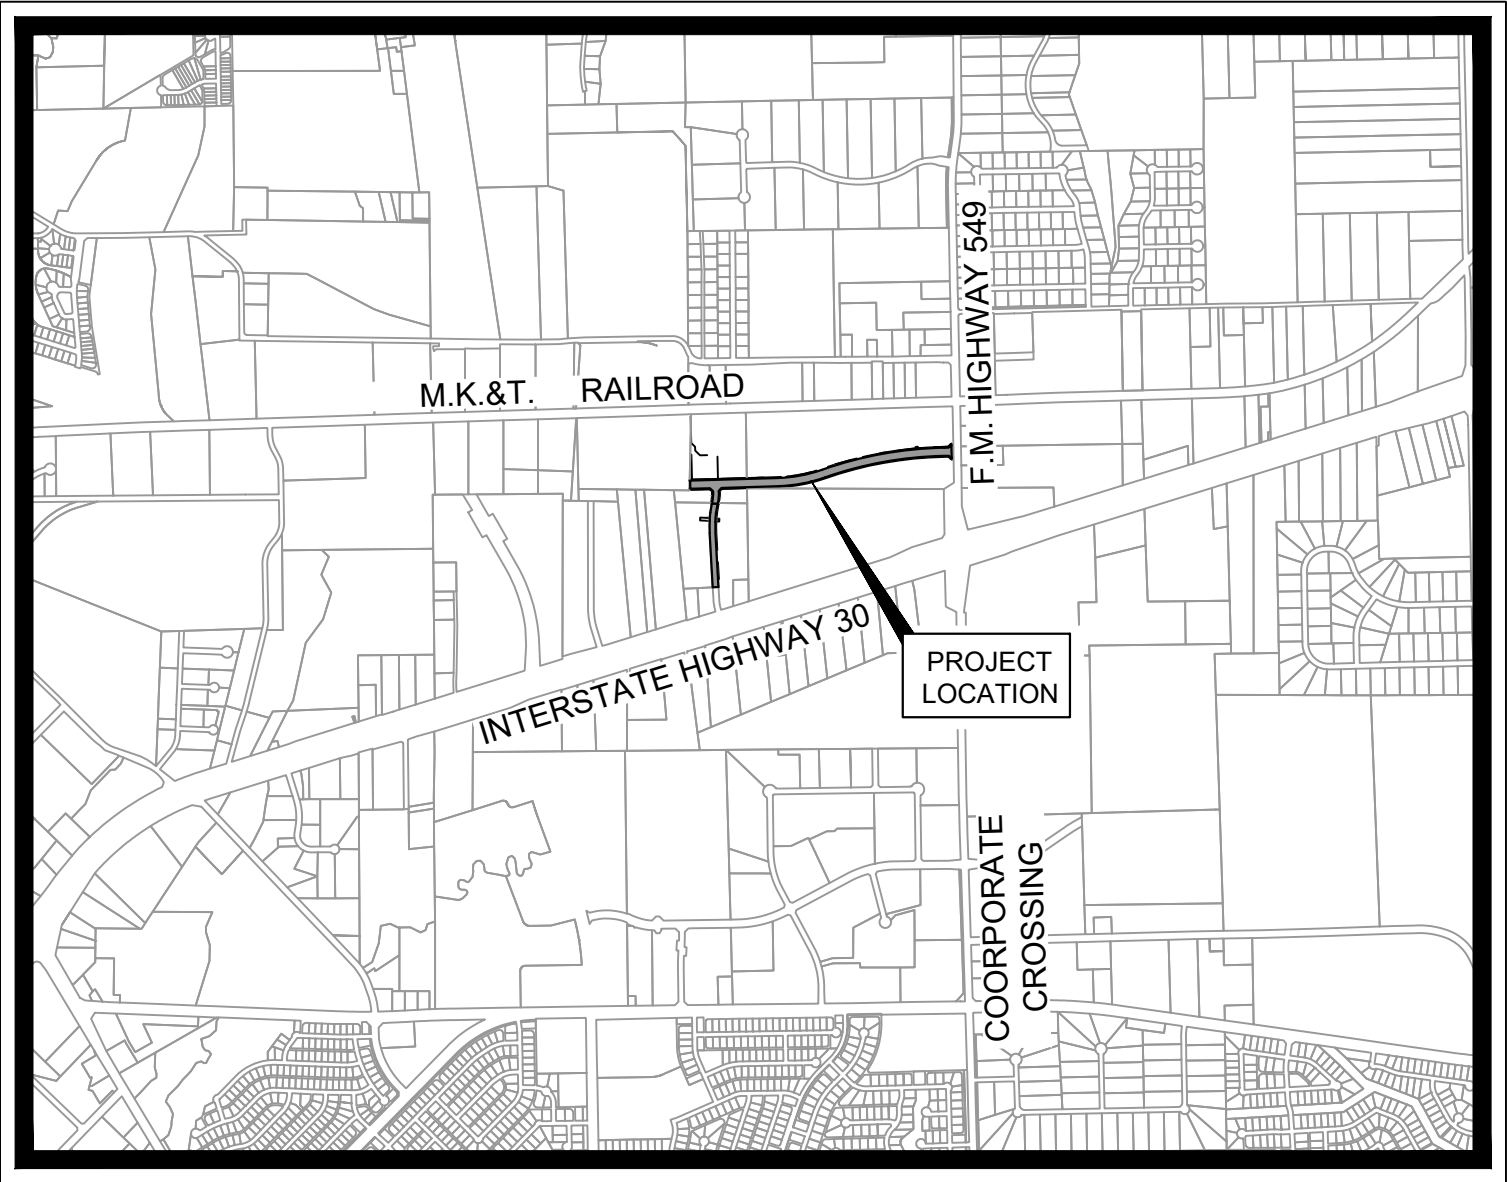 F.M. HIGHWAY 549
M.K.&T. RAILROAD
INTERSTATE HIGHWAY 30
PROJECT
LOCATION
COORPORATE
CROSSING